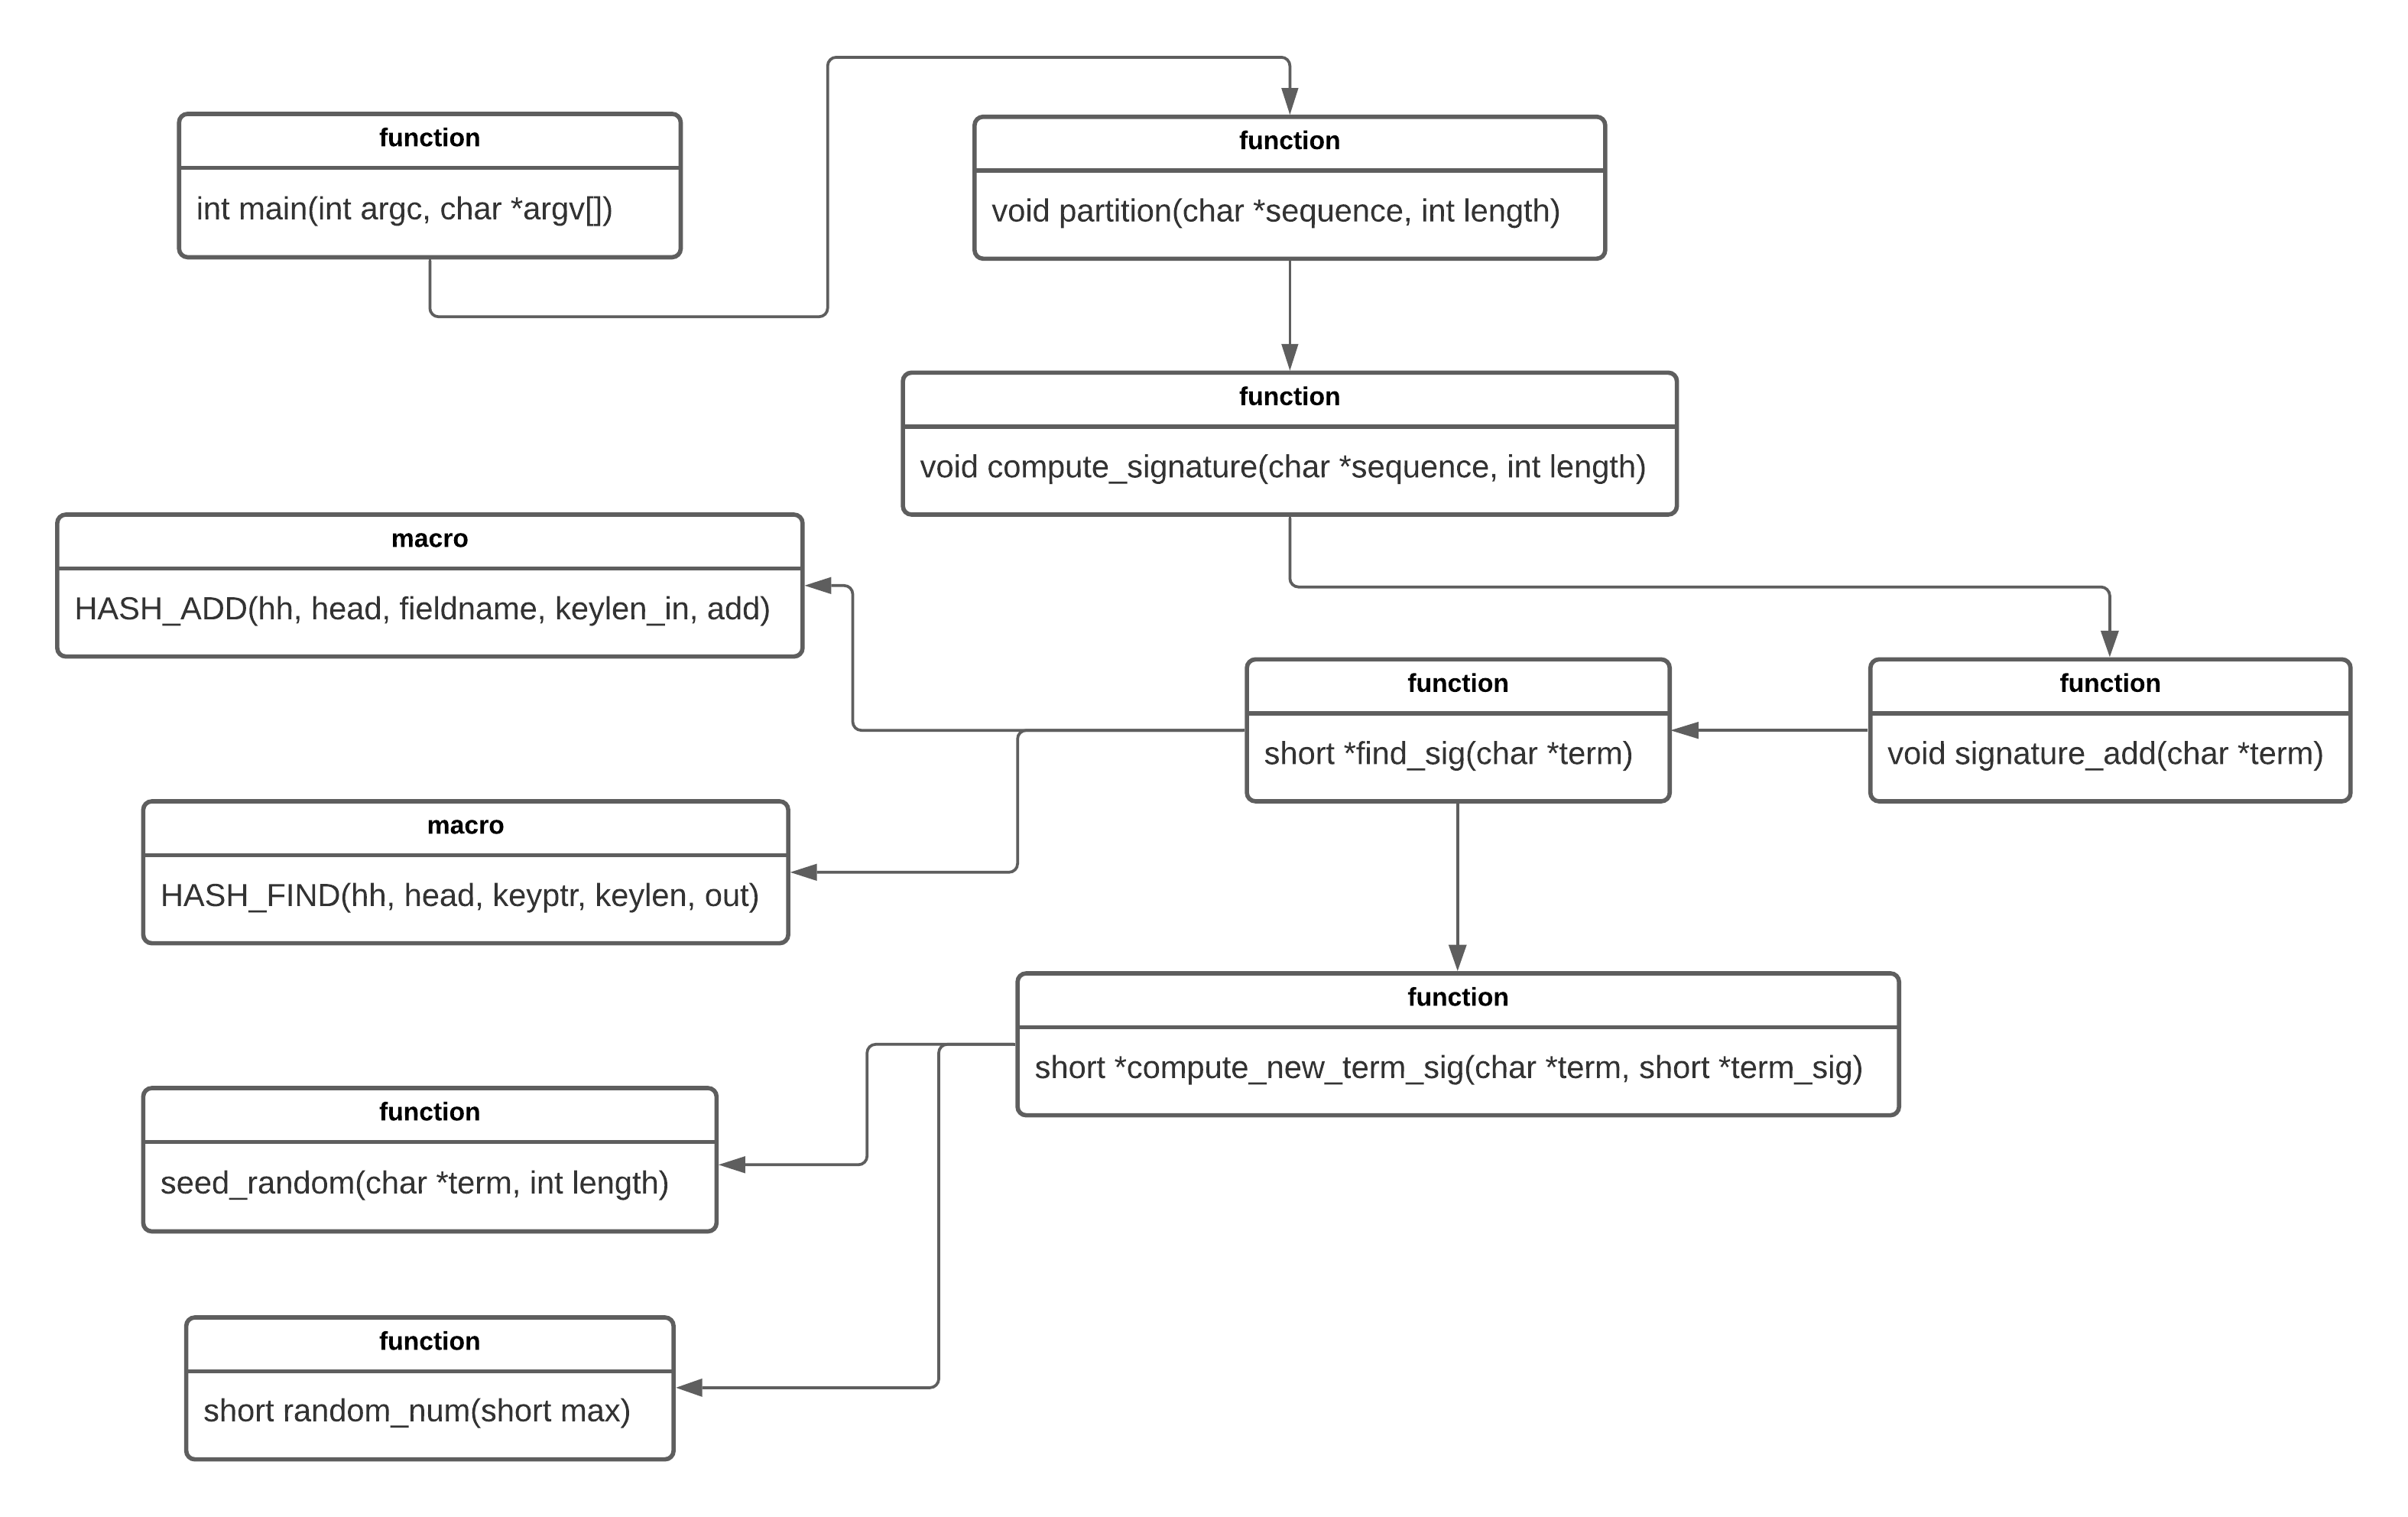 function
int main(int argc, char *argv[])
function
void partition(char *sequence, int length)
function
void compute_signature(char *sequence, int length)
macro
HASH_ADD(hh, head, fieldname, keylen_in, add)
function
short *find_sig(char *term)
function
void signature_add(char *term)
macro
HASH_FIND(hh, head, keyptr, keylen, out)
function
short *compute_new_term_sig(char *term, short *term_sig)
function
seed_random(char *term, int length)
function
short random_num(short max)